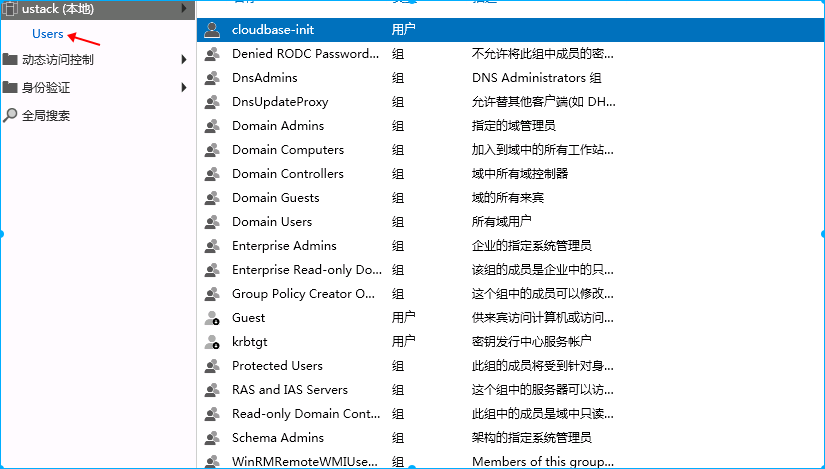 ustack (本地)
Users
动态访问控制
身份验证
全局搜索
cloudbase-init 用户
Denied RODC Password... 组 不允许将此组中成员的密...
DnsAdmins 组 DNS Administrators 组
DnsUpdateProxy 组 允许替其他客户端(如 DH...
Domain Admins 组 指定的域管理员
Domain Computers 组 加入到域中的所有工作站...
Domain Controllers 组 域中所有域控制器
Domain Guests 组 域的所有来宾
Domain Users 组 所有域用户
Enterprise Admins 组 企业的指定系统管理员
Enterprise Read-only Do... 组 该组的成员是企业中的只...
Group Policy Creator O... 组 这个组中的成员可以修改...
Guest 用户 供来宾访问计算机或访问...
krbtgt 用户 密钥发行中心服务帐户
Protected Users 组 此组的成员将受到针对身...
RAS and IAS Servers 组 这个组中的服务器可以访...
Read-only Domain Cont... 组 此组中的成员是域中只读...
Schema Admins 组 架构的指定系统管理员
WinRMRemoteWMIUse... 组 Members of this group...